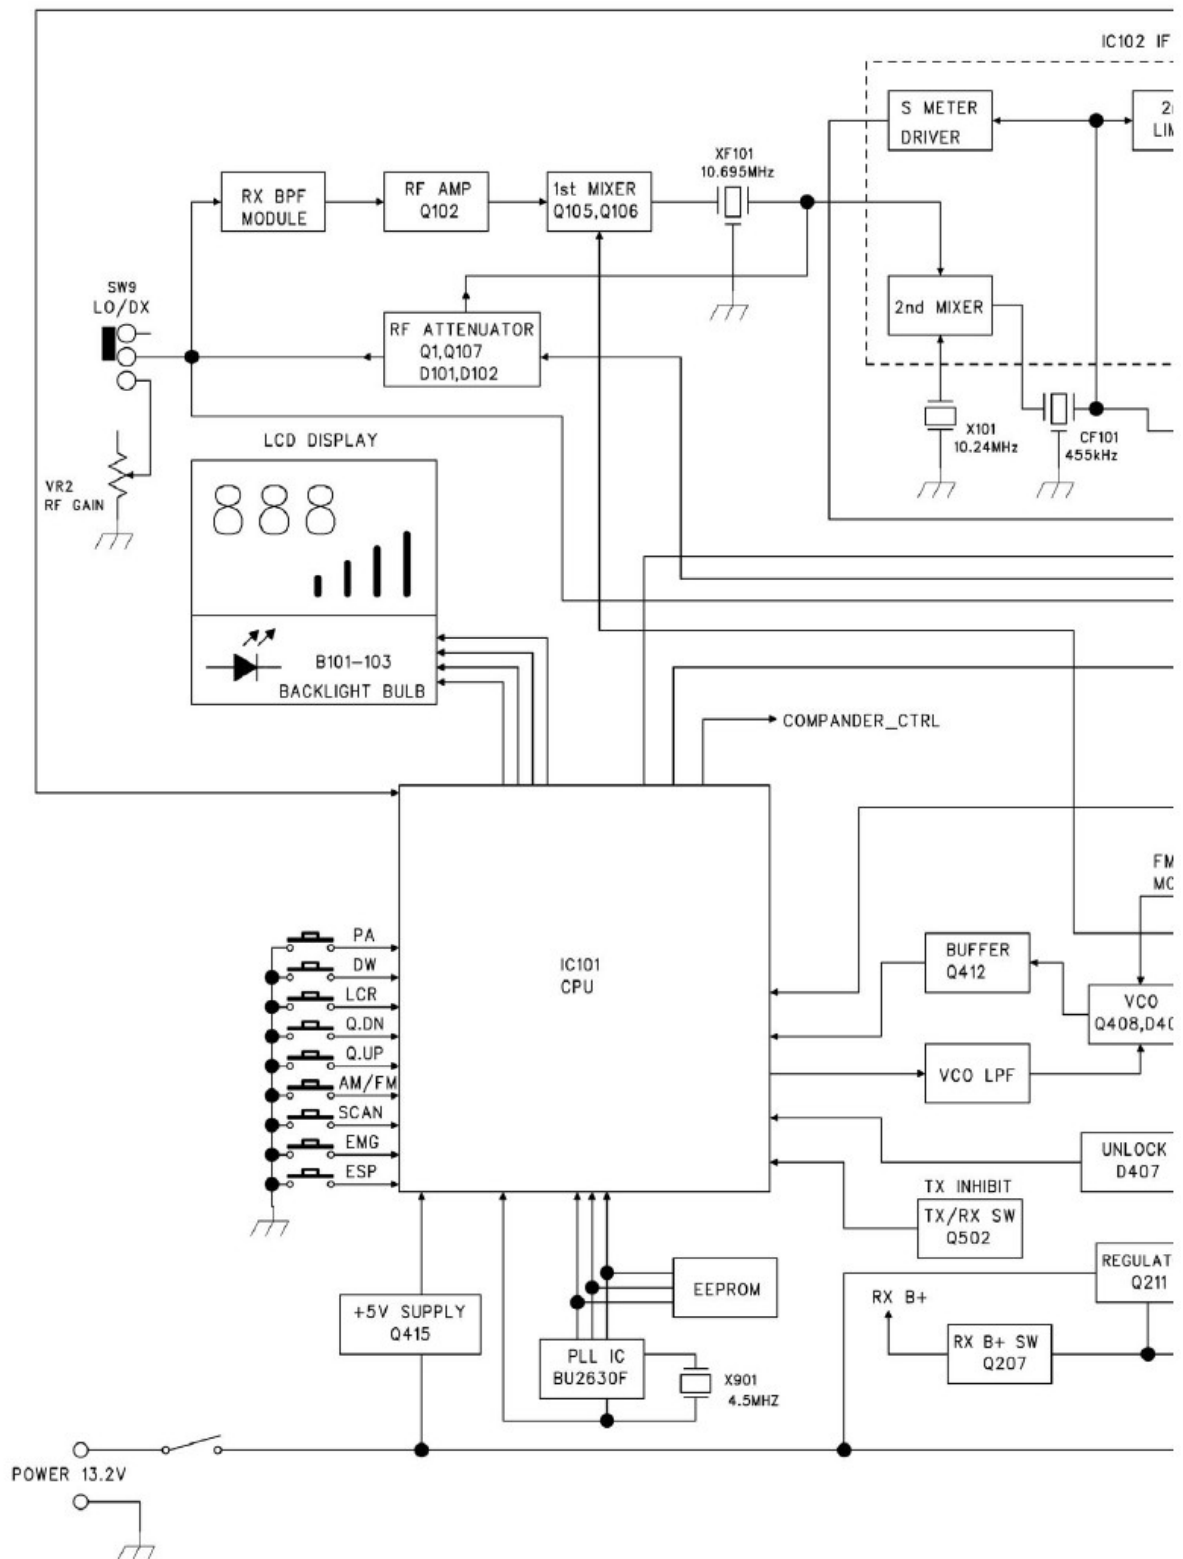 IC102 IF
S METER
DRIVER
XF101
10.695MHz
RX BPF
MODULE
RF AMP
Q102
1st MIXER
Q105,Q106
SW9
LO/DX
2nd MIXER
RF ATTENUATOR
Q1,Q107
D101,D102
X101
10.24MHz
CF101
455kHz
LCD DISPLAY
VR2
RF GAIN
888
B101-103
BACKLIGHT BULB
COMPANDER_CTRL
FM
IC101
CPU
PA
DW
LCR
Q.DN
Q.UP
AM/FM
SCAN
EMG
ESP
BUFFER
Q412
VCO
Q408,D40
VCO LPF
UNLOCK
D407
TX INHIBIT
TX/RX SW
Q502
REGULAT
Q211
EEPROM
RX B+
+5V SUPPLY
Q415
RX B+ SW
Q207
PLL IC
BU2630F
X901
4.5MHZ
POWER 13.2V